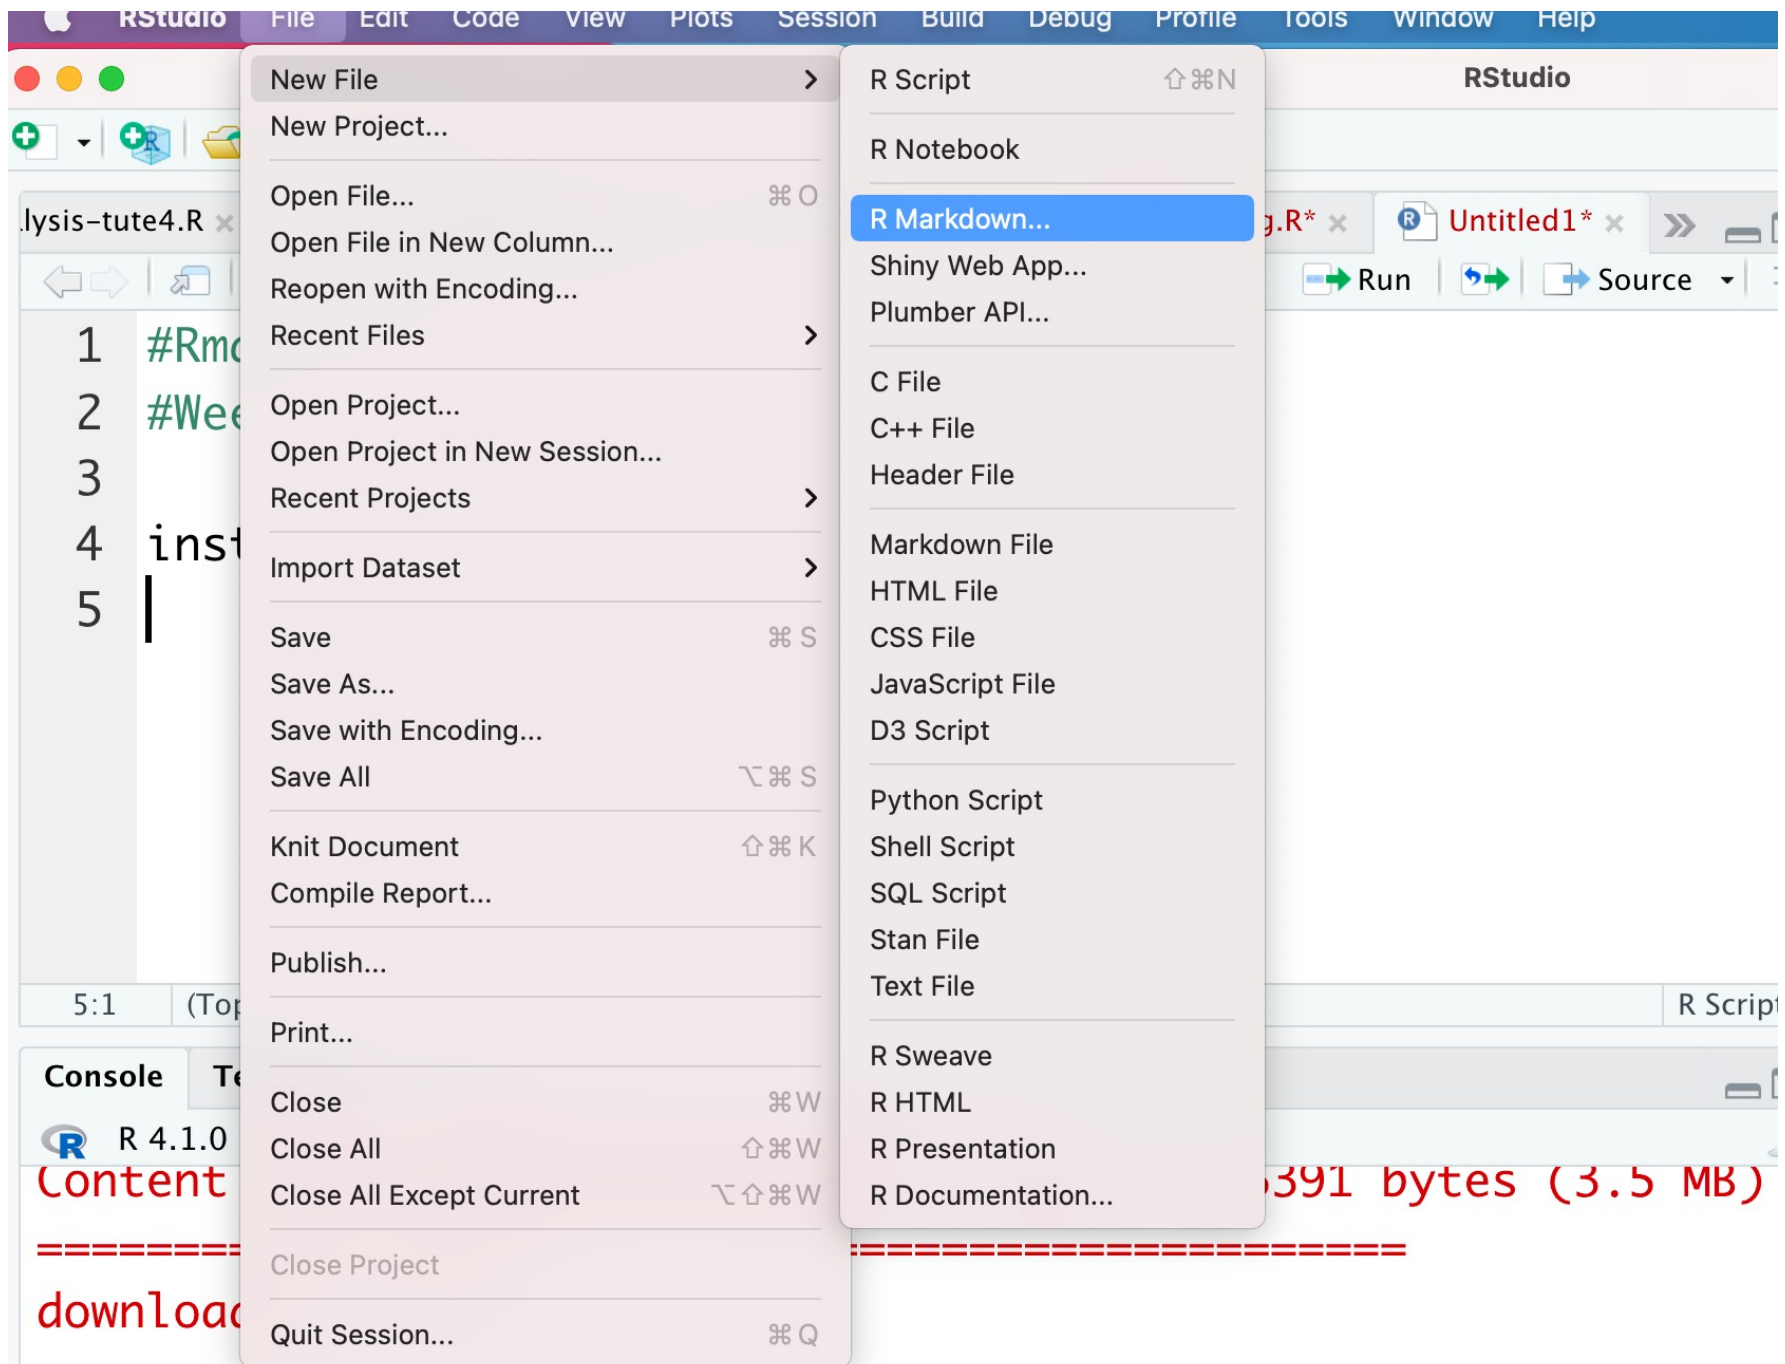 RStudio File Edit Code View Plots Session Build Debug Profile Tools Window Help
RStudio
New File
New Project...
Open File... ⌘ O
Open File in New Column...
Reopen with Encoding...
Recent Files
Open Project...
Open Project in New Session...
Recent Projects
Import Dataset
Save ⌘ S
Save As...
Save with Encoding...
Save All ⌥⌘ S
Knit Document ⇧⌘ K
Compile Report...
Publish...
Print...
Close ⌘W
Close All ⇧⌘W
Close All Except Current ⌥⇧⌘W
Close Project
Quit Session... ⌘Q
R Script ⇧⌘N
R Notebook
R Markdown...
Shiny Web App...
Plumber API...
C File
C++ File
Header File
Markdown File
HTML File
CSS File
JavaScript File
D3 Script
Python Script
Shell Script
SQL Script
Stan File
Text File
R Sweave
R HTML
R Presentation
R Documentation...
lysis-tute4.R
g.R* Untitled1*
Run Source
1 #Rm
2 #Wee
3
4 inst
5
5:1 (Top R Script
Console Te
R 4.1.0
Content 391 bytes (3.5 MB)
downloa